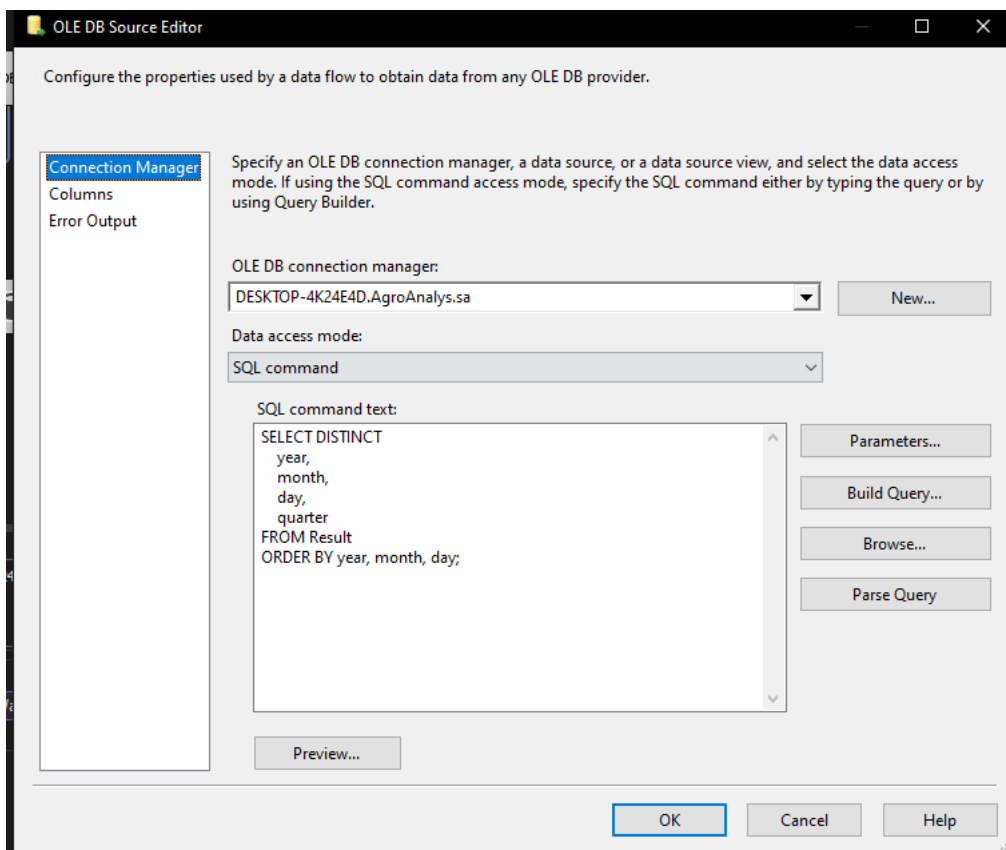 OLE DB Source Editor
Configure the properties used by a data flow to obtain data from any OLE DB provider.
Connection Manager
Columns
Error Output
Specify an OLE DB connection manager, a data source, or a data source view, and select the data access
mode. If using the SQL command access mode, specify the SQL command either by typing the query or by
using Query Builder.
OLE DB connection manager:
DESKTOP-4K24E4D.AgroAnalys.sa
New...
Data access mode:
SQL command
SQL command text:
SELECT DISTINCT
year,
month,
day,
quarter
FROM Result
ORDER BY year, month, day;
Parameters...
Build Query...
Browse...
Parse Query
Preview...
OK
Cancel
Help